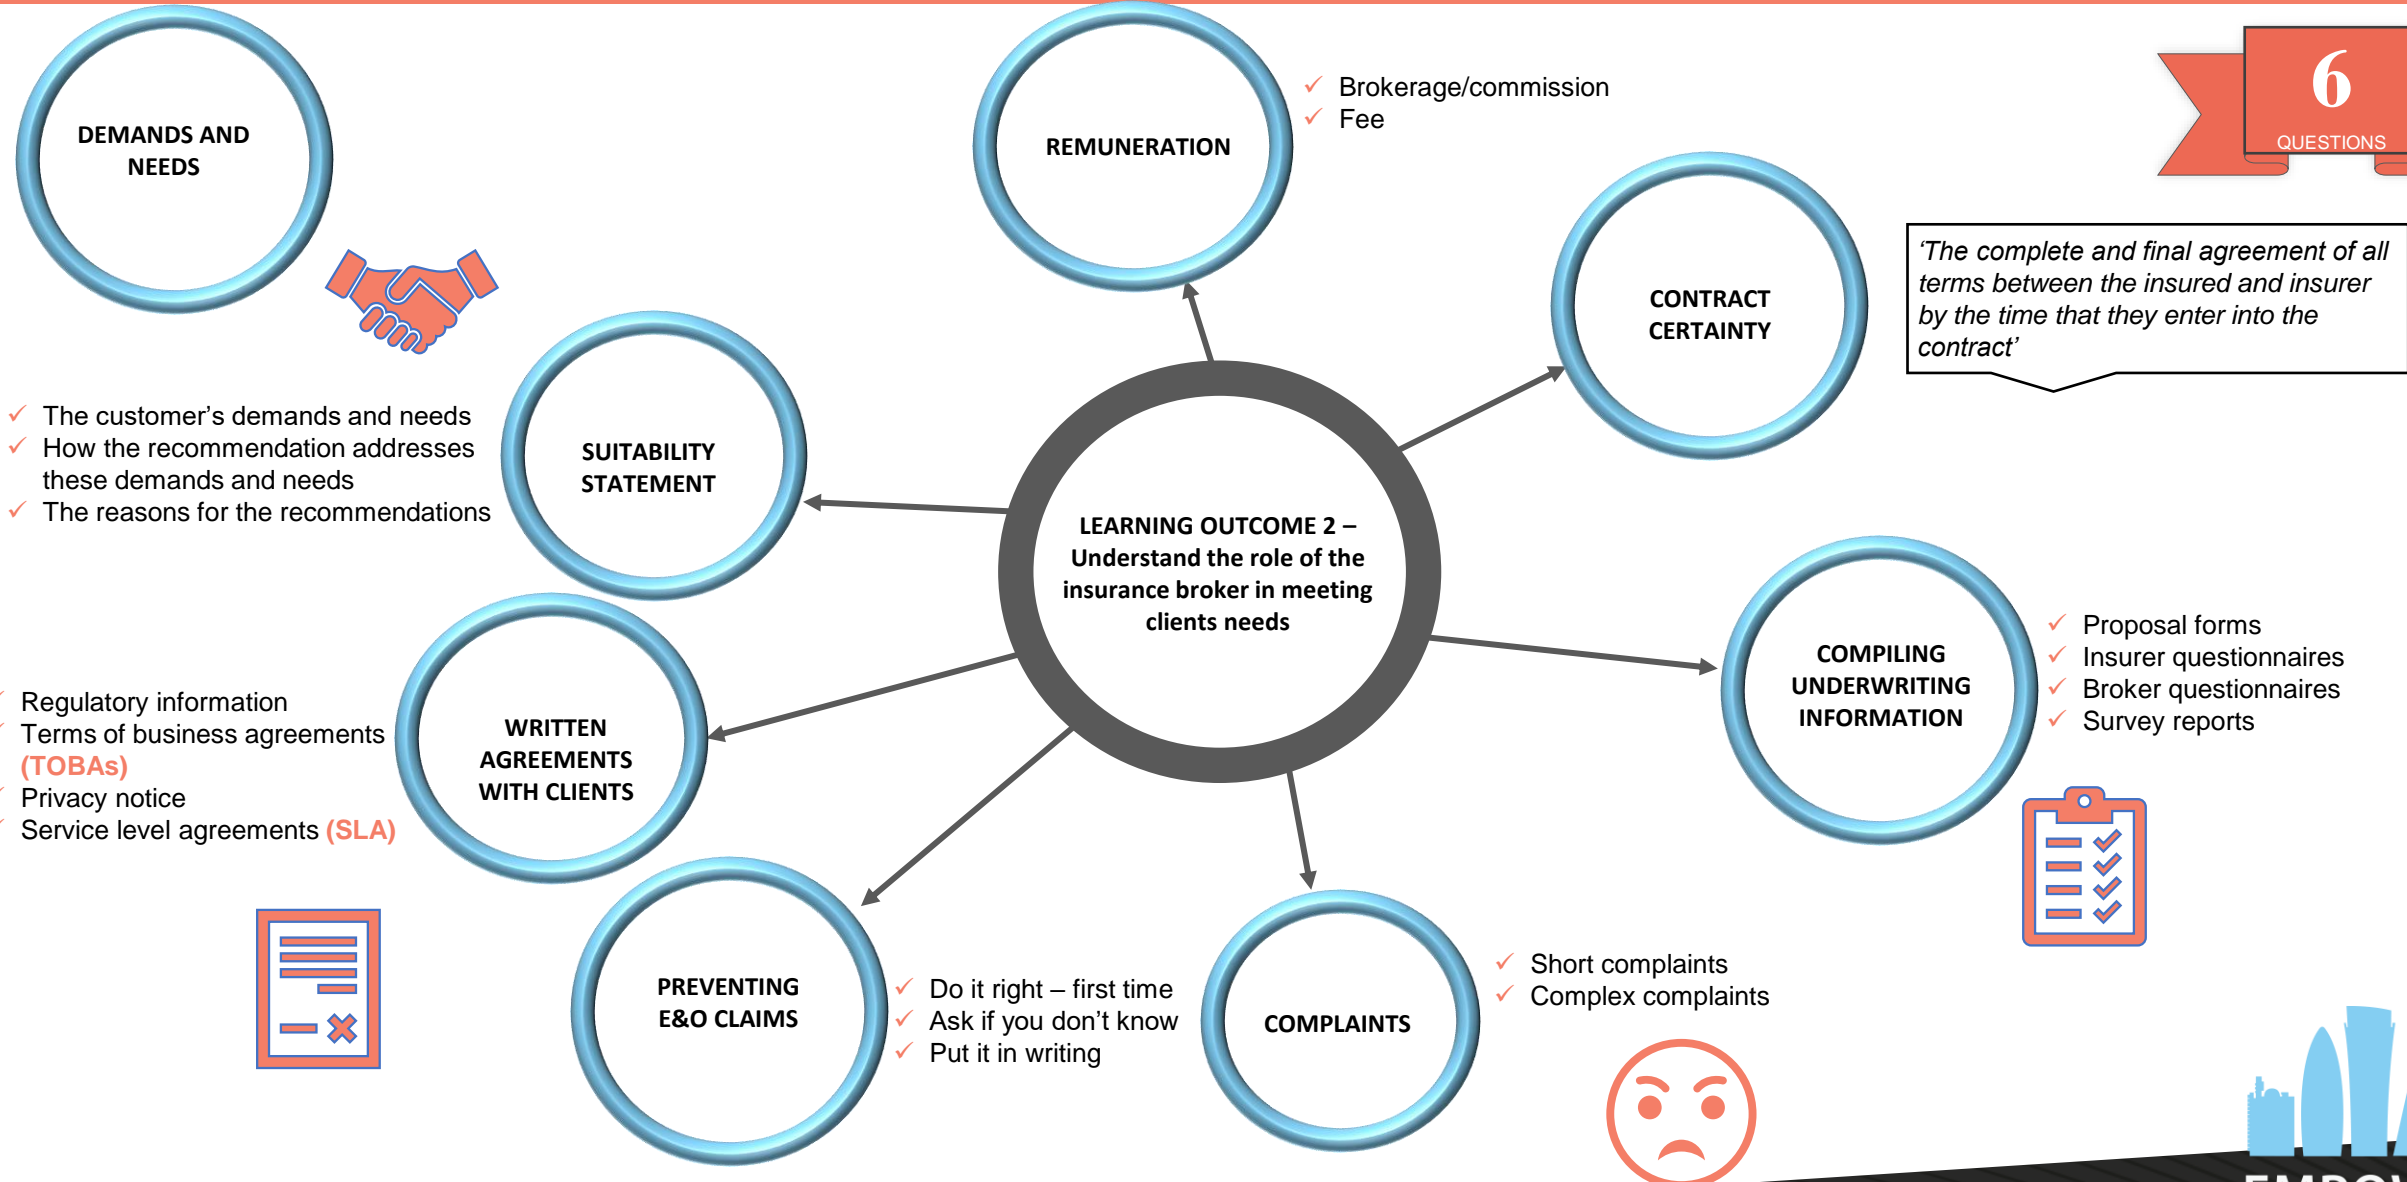 DEMANDS AND
NEEDS
REMUNERATION
✓ Brokerage/commission
✓ Fee
6
QUESTIONS
CONTRACT
CERTAINTY
‘The complete and final agreement of all
terms between the insured and insurer
by the time that they enter into the
contract’
✓ The customer’s demands and needs
✓ How the recommendation addresses
these demands and needs
✓ The reasons for the recommendations
SUITABILITY
STATEMENT
LEARNING OUTCOME 2 –
Understand the role of the
insurance broker in meeting
clients needs
COMPILING
UNDERWRITING
INFORMATION
✓ Proposal forms
✓ Insurer questionnaires
✓ Broker questionnaires
✓ Survey reports
✓ Regulatory information
✓ Terms of business agreements
(TOBAs)
✓ Privacy notice
✓ Service level agreements (SLA)
WRITTEN
AGREEMENTS
WITH CLIENTS
PREVENTING
E&O CLAIMS
✓ Do it right – first time
✓ Ask if you don’t know
✓ Put it in writing
COMPLAINTS
✓ Short complaints
✓ Complex complaints